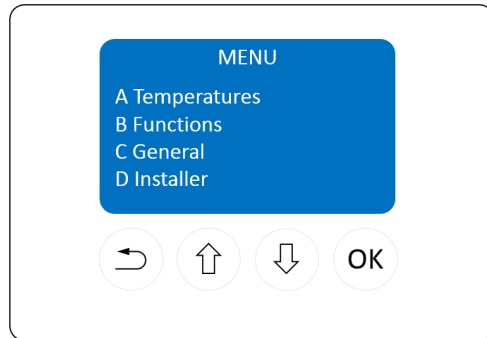 MENU
A Temperatures
B Functions
C General
D Installer
OK